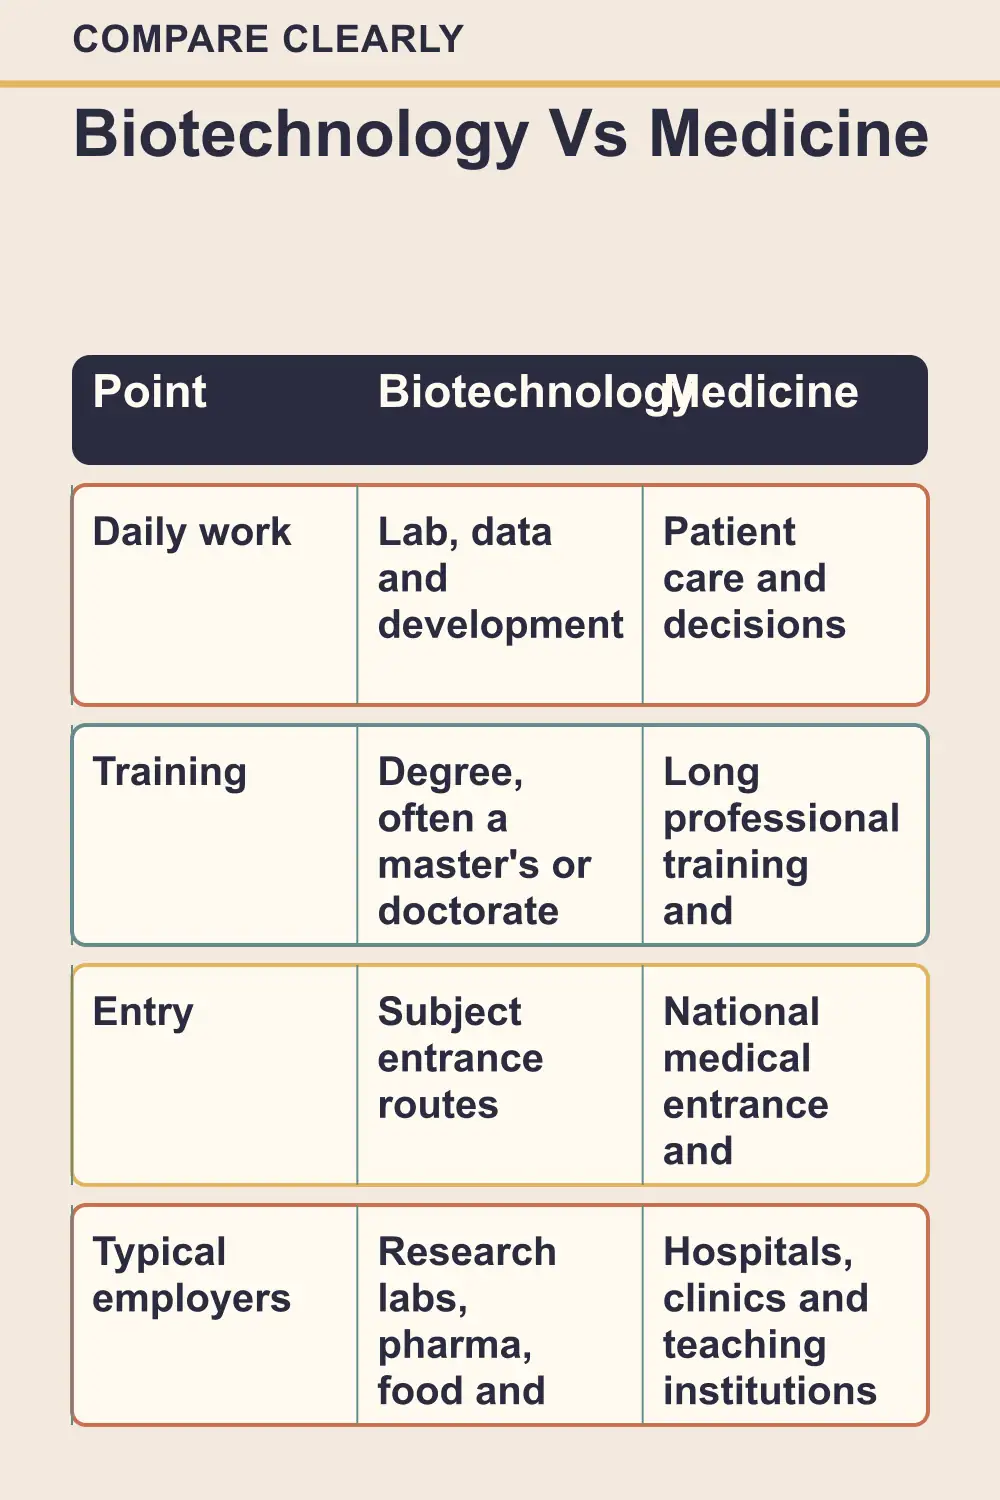 COMPARE CLEARLY
Biotechnology Vs Medicine
Point
Biotechnology
Medicine
Daily work
Lab, data
and
development
Patient
care and
decisions
Training
Degree,
often a
master's or
doctorate
Long
professional
training
and
Entry
Subject
entrance
routes
National
medical
entrance
and
Typical
employers
Research
labs,
pharma,
food and
Hospitals,
clinics and
teaching
institutions